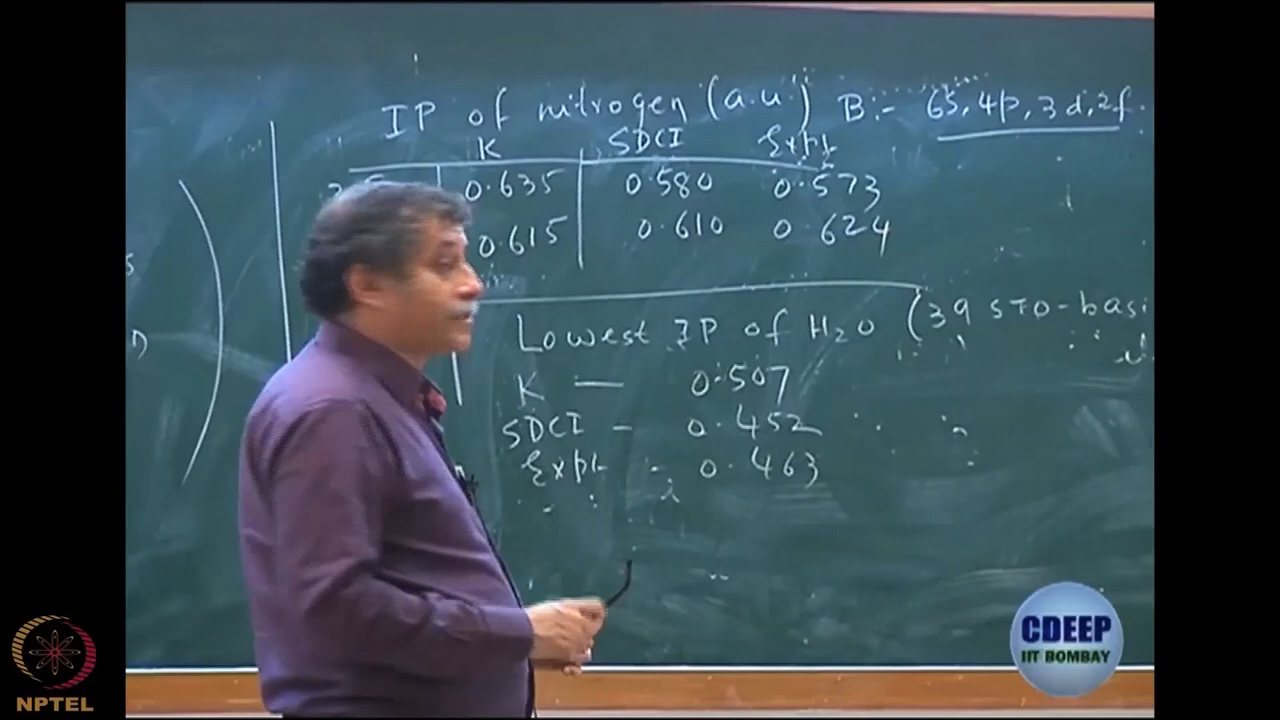 IP of nitrogen (a.u.) B:- 6s, 4p, 3d, 2f
K SDCI Expt
0.635 0.580 0.573
0.615 0.610 0.624
Lowest IP of H2O (39 STO-basi
K — 0.507
SDCI - 0.452
Expt - 0.463
D
CDEEP
IIT BOMBAY
NPTEL